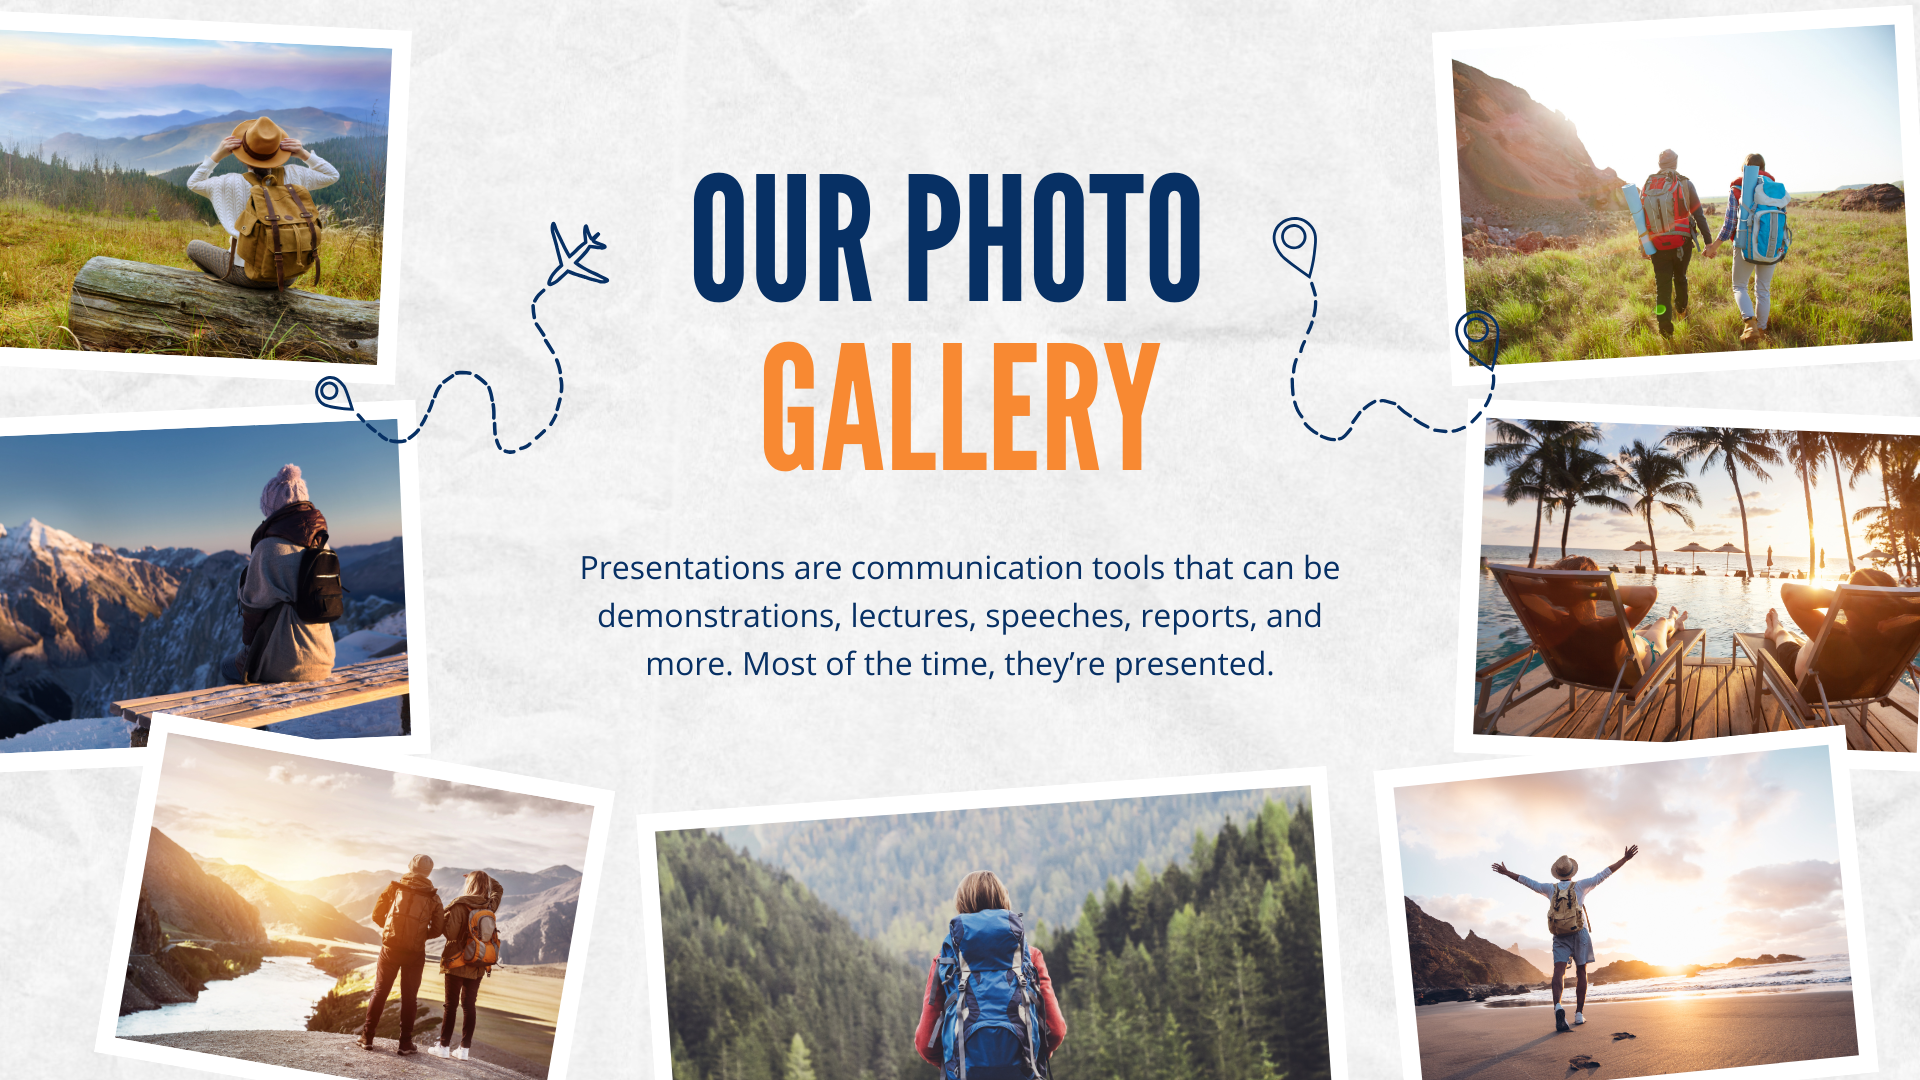 OUR PHOTO
GALLERY
Presentations are communication tools that can be
demonstrations, lectures, speeches, reports, and
more. Most of the time, they’re presented.